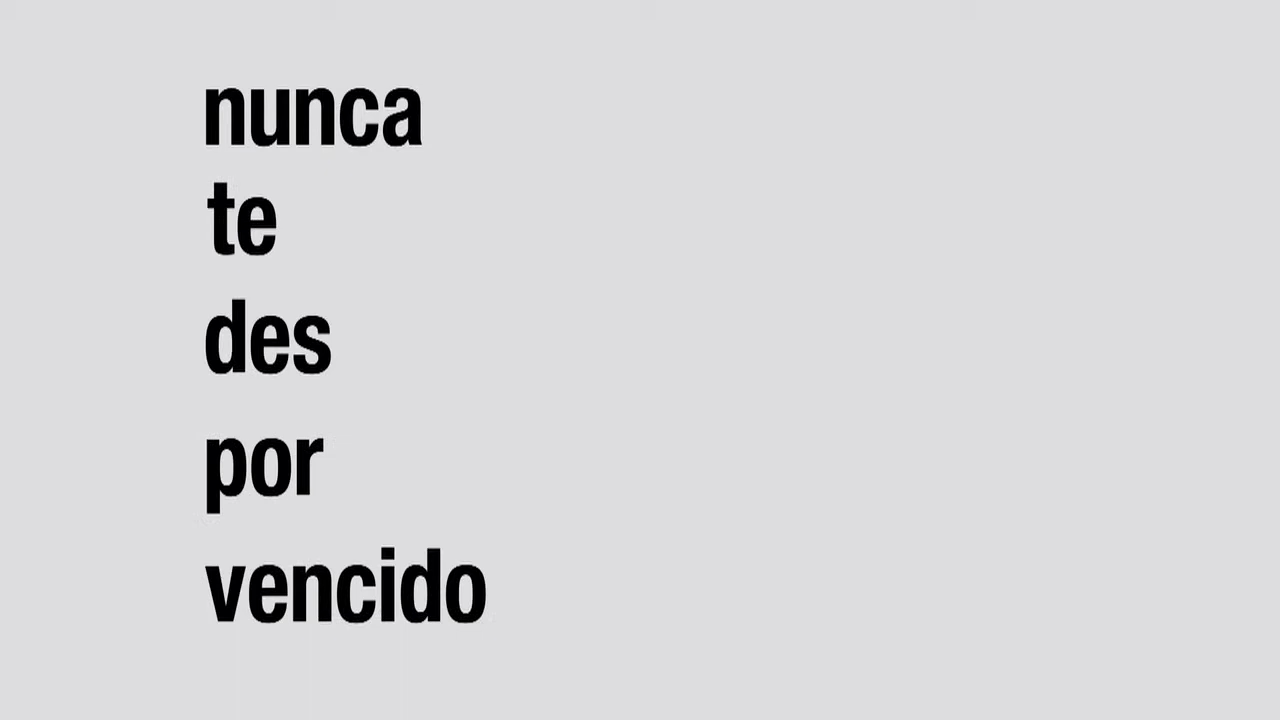 nunca
te
des
por
vencido